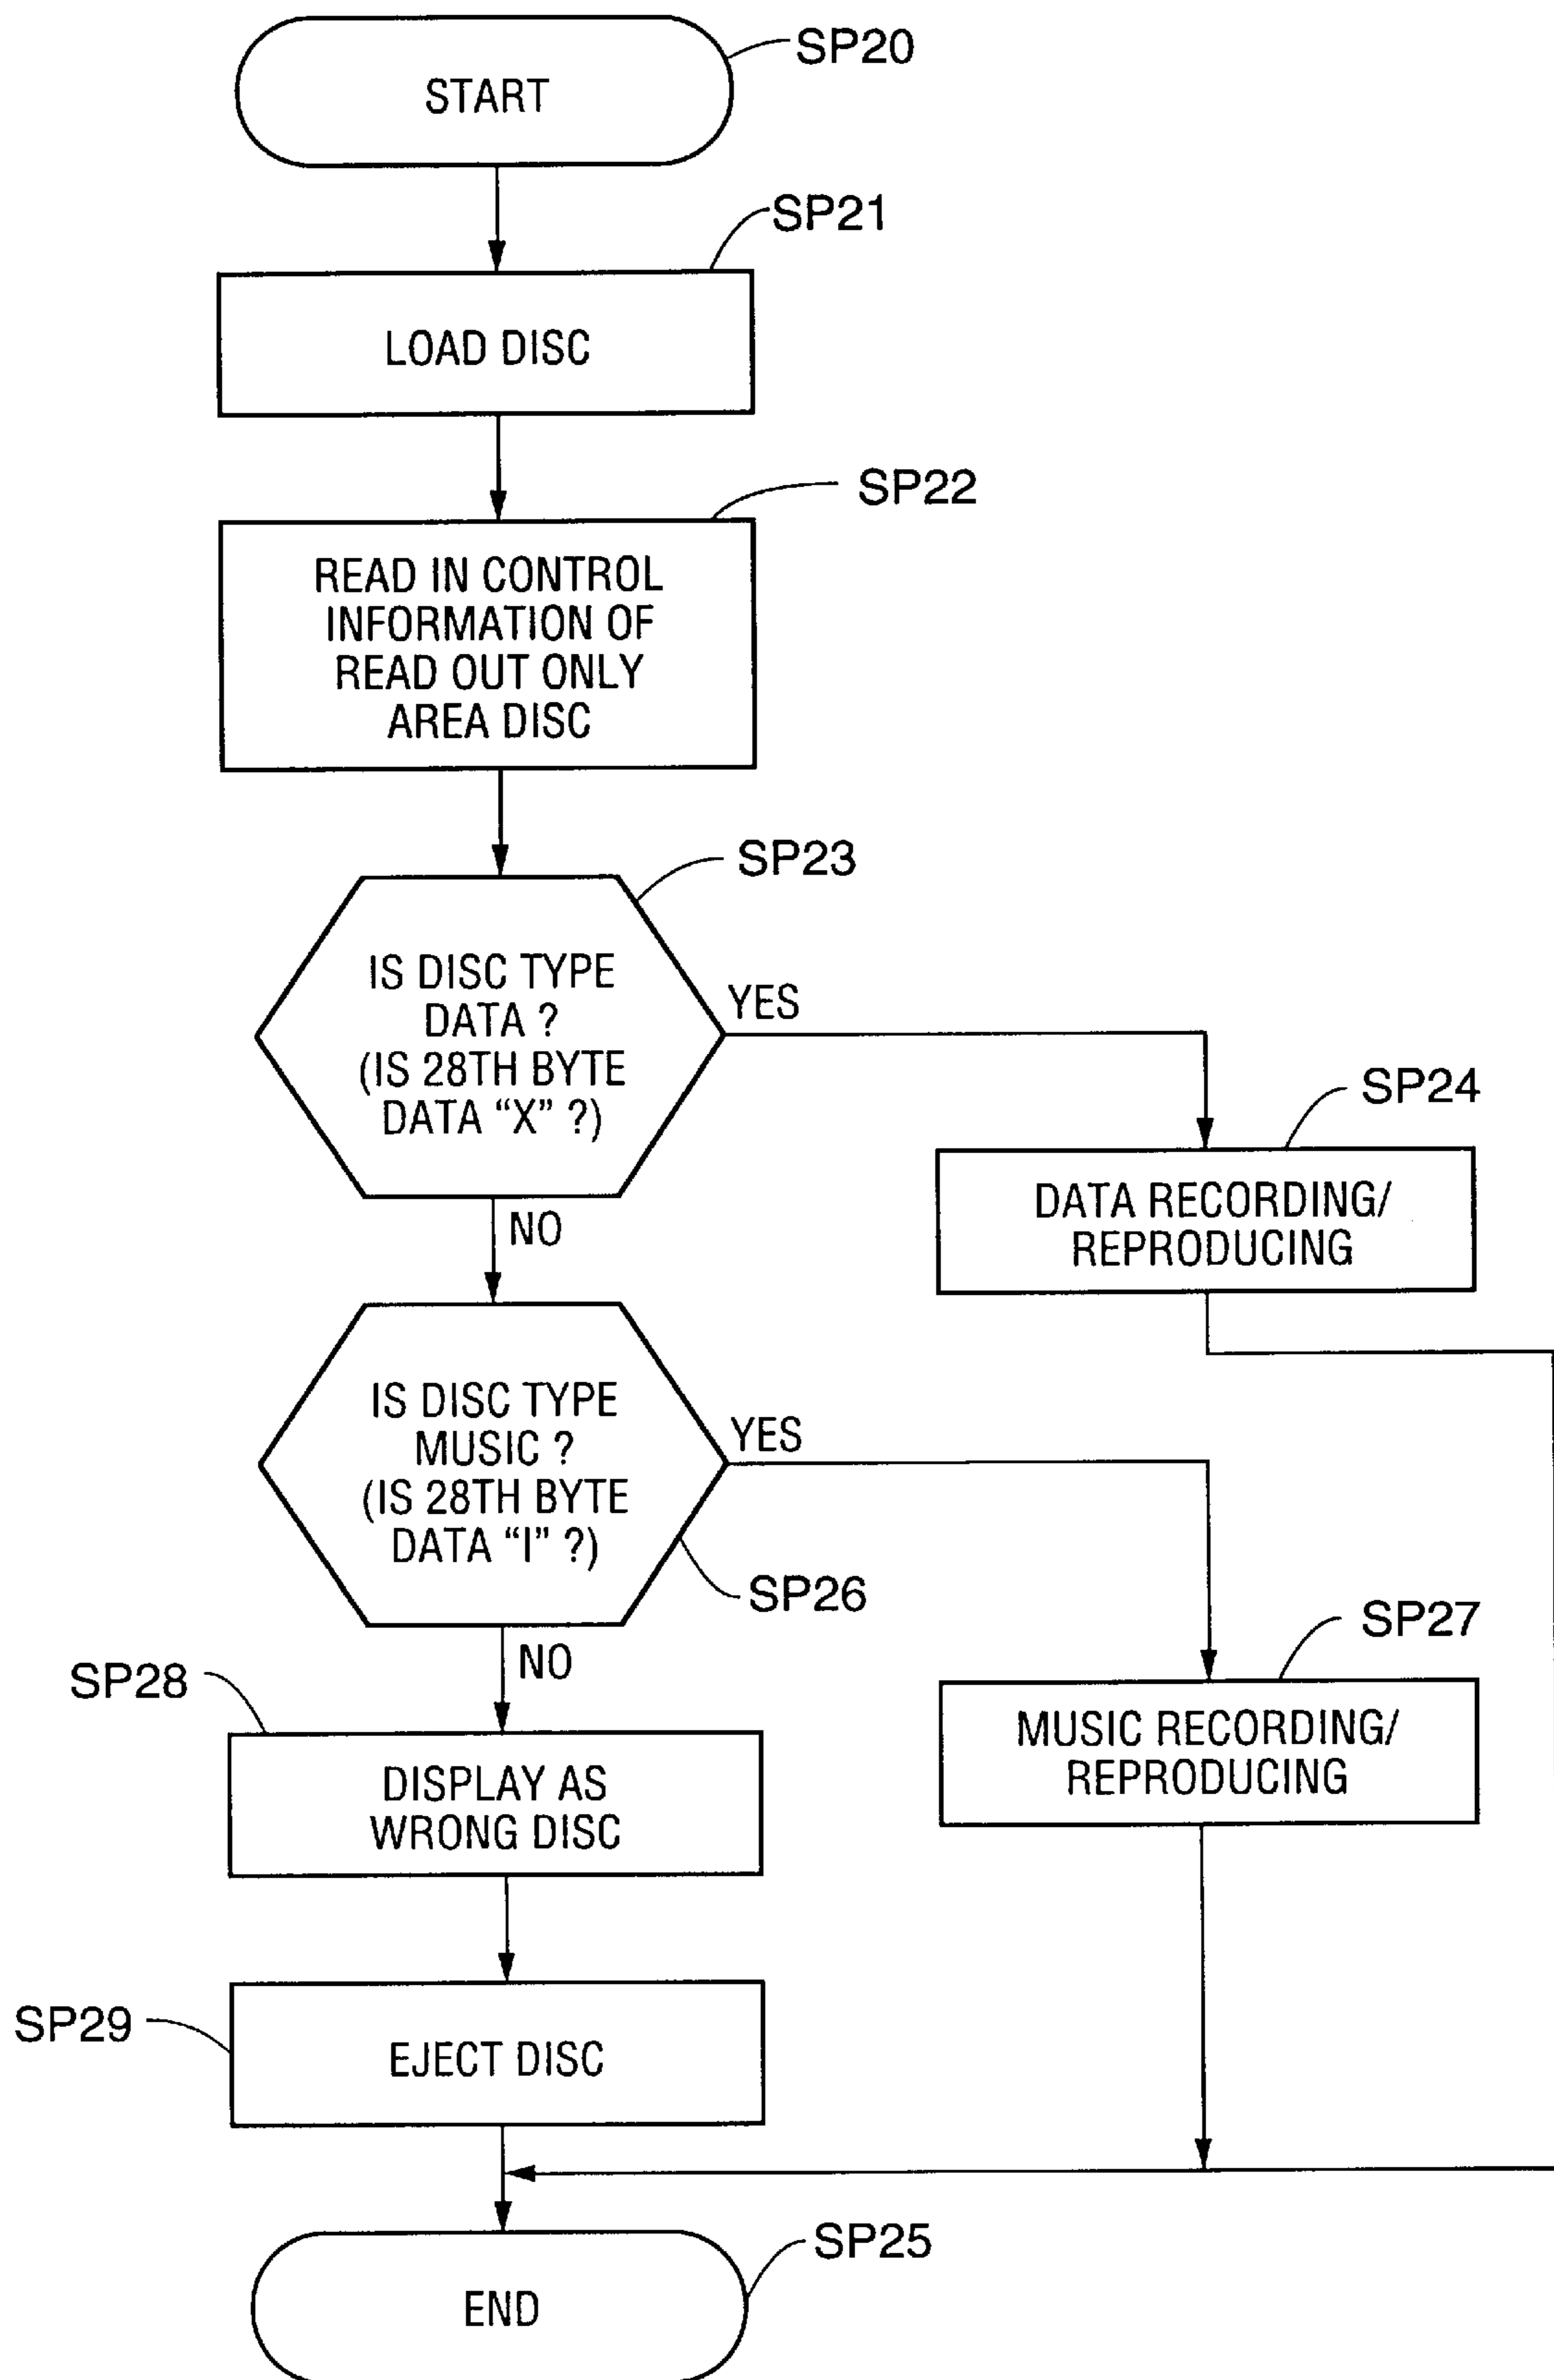 SP20
START
SP21
LOAD DISC
SP22
READ IN CONTROL
INFORMATION OF
READ OUT ONLY
AREA DISC
SP23
IS DISC TYPE
DATA ?
(IS 28TH BYTE
DATA “X” ?)
YES
NO
SP24
DATA RECORDING/
REPRODUCING
IS DISC TYPE
MUSIC ?
(IS 28TH BYTE
DATA “I” ?)
YES
SP26
NO
SP27
MUSIC RECORDING/
REPRODUCING
SP28
DISPLAY AS
WRONG DISC
SP29
EJECT DISC
SP25
END